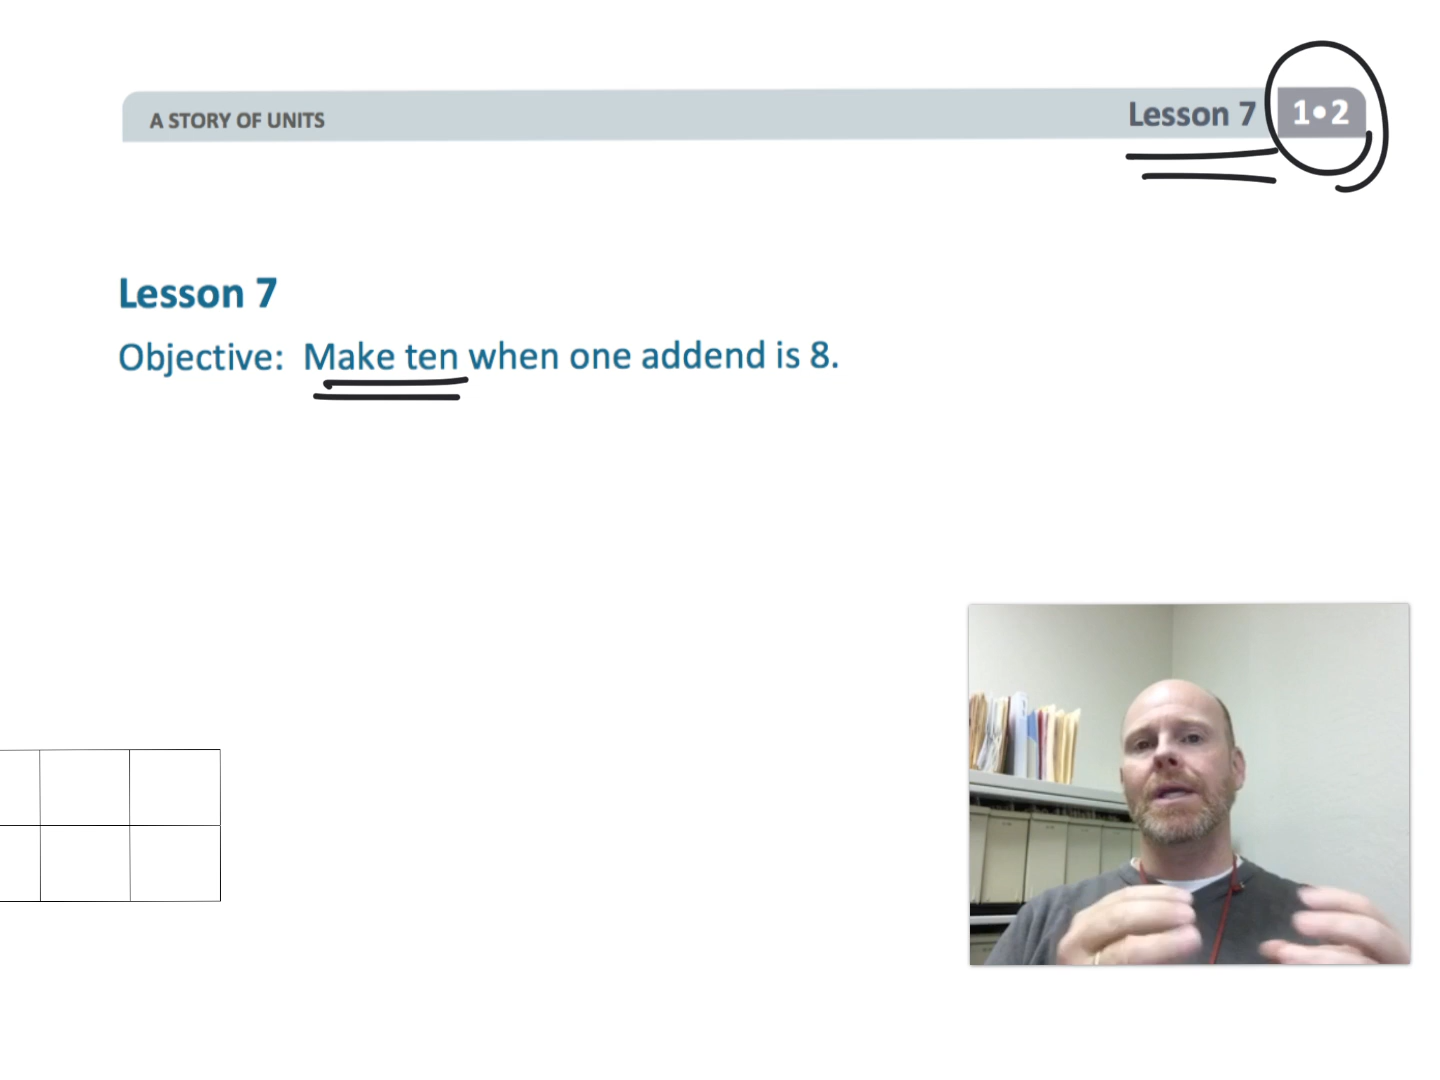 A STORY OF UNITS
Lesson 7 1•2
Lesson 7
Objective: Make ten when one addend is 8.